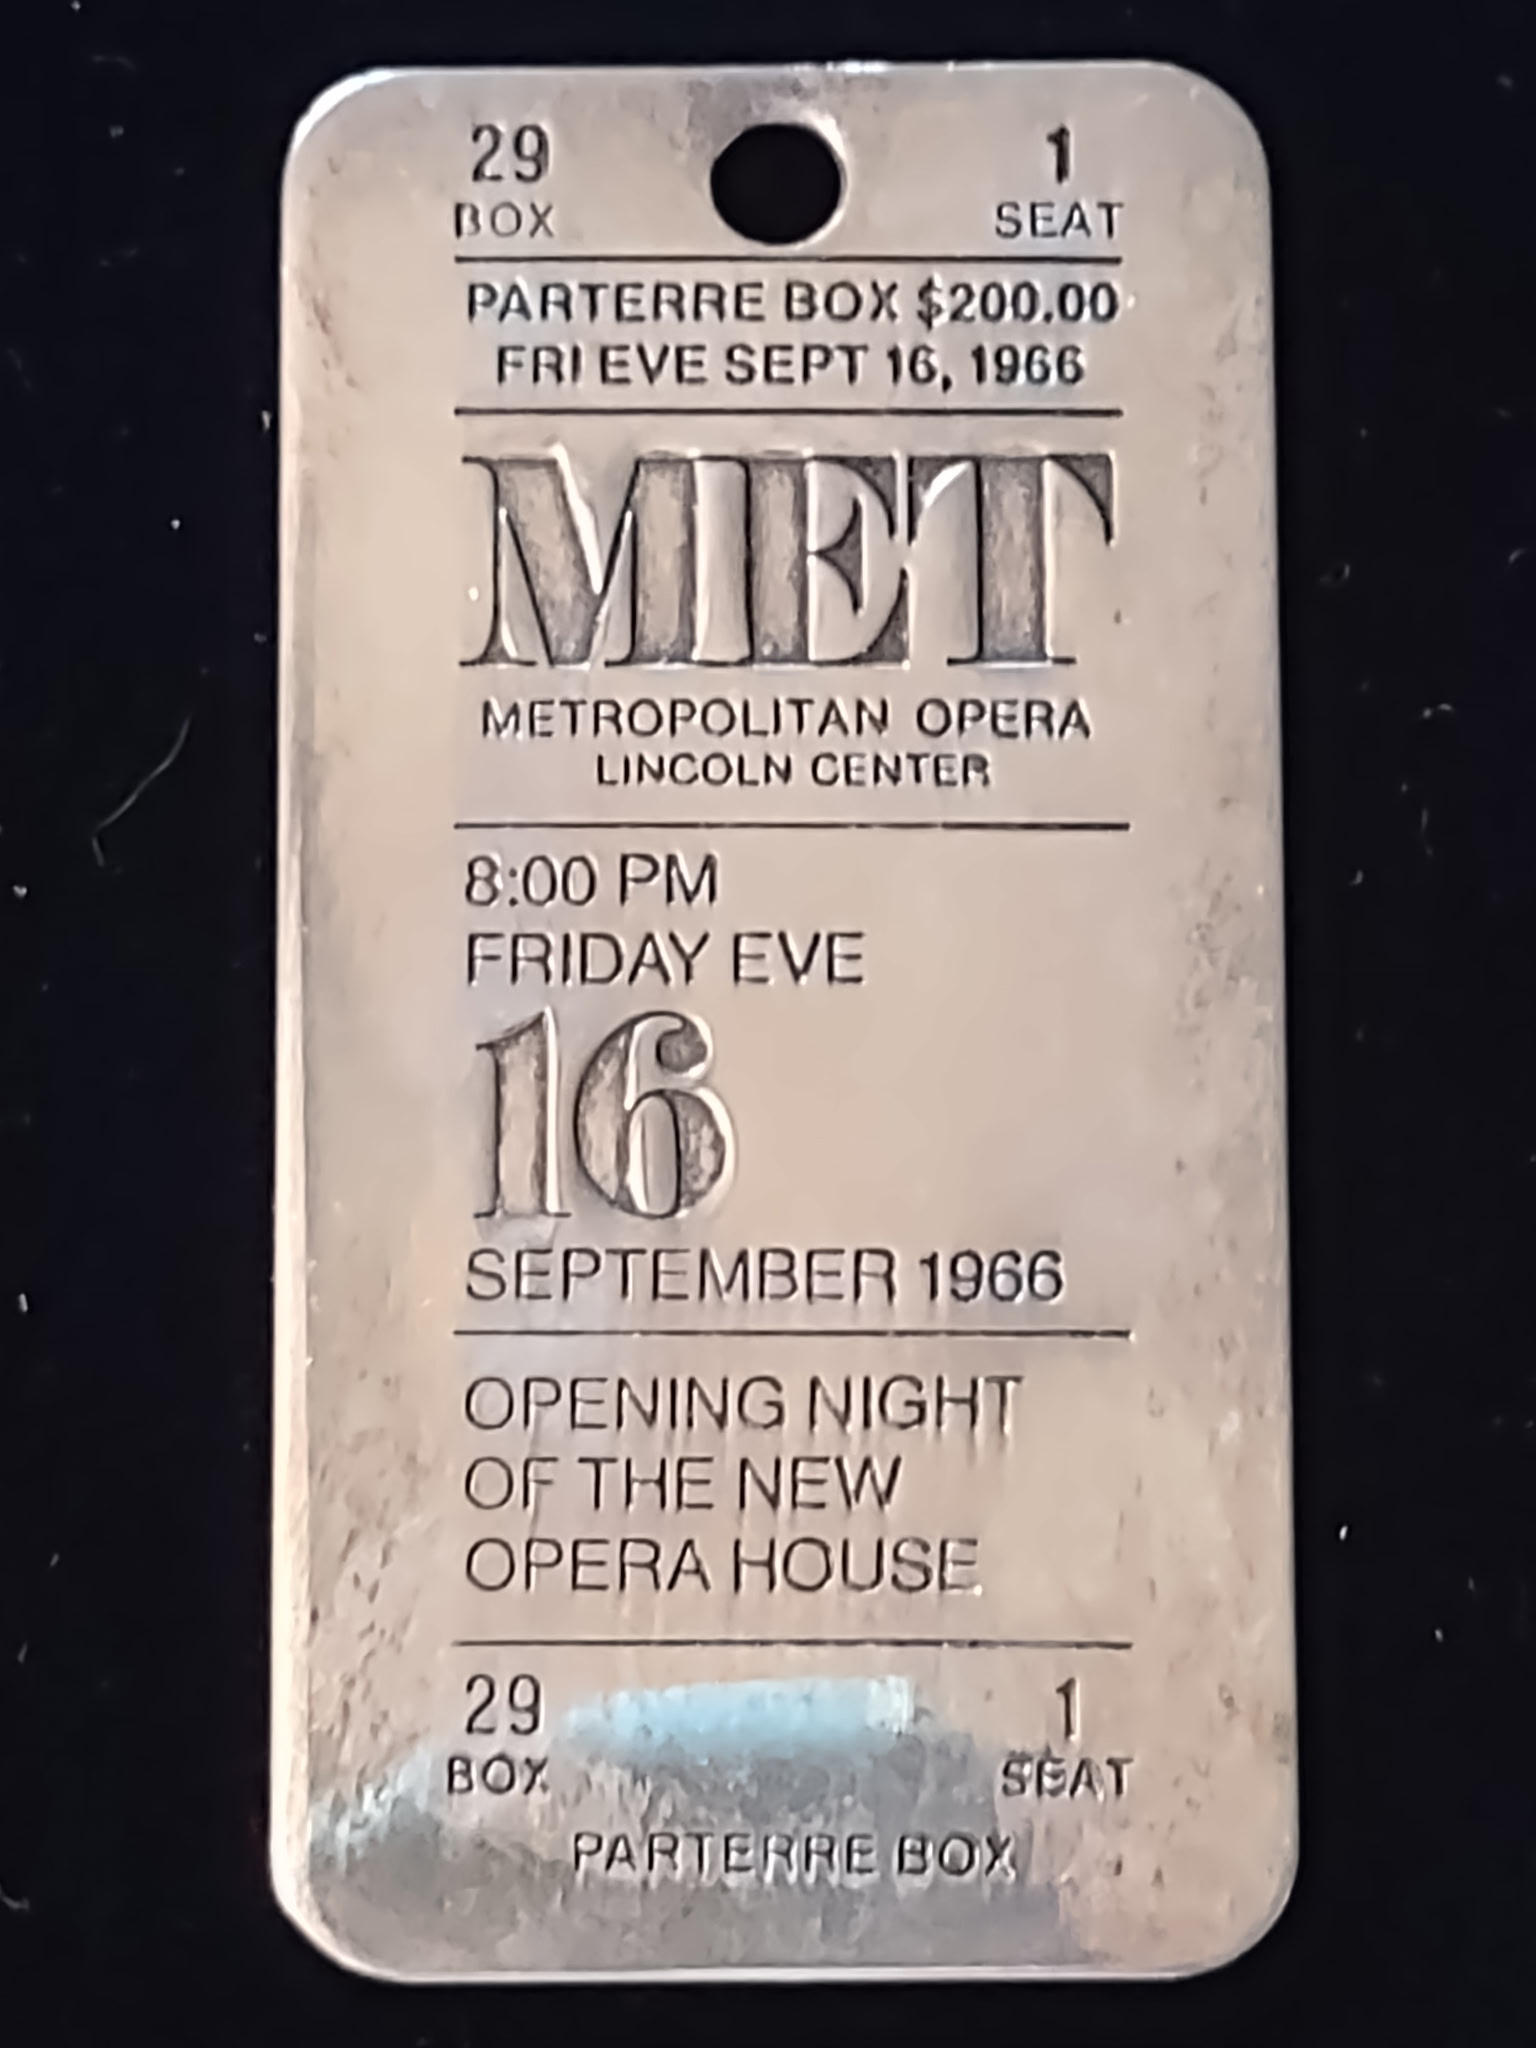 29 1
BOX SEAT
PARTERRE BOX $200.00
FRI EVE SEPT 16, 1966
MET
METROPOLITAN OPERA
LINCOLN CENTER
8:00 PM
FRIDAY EVE
16
SEPTEMBER 1966
OPENING NIGHT
OF THE NEW
OPERA HOUSE
29 1
BOX SEAT
PARTERRE BOX